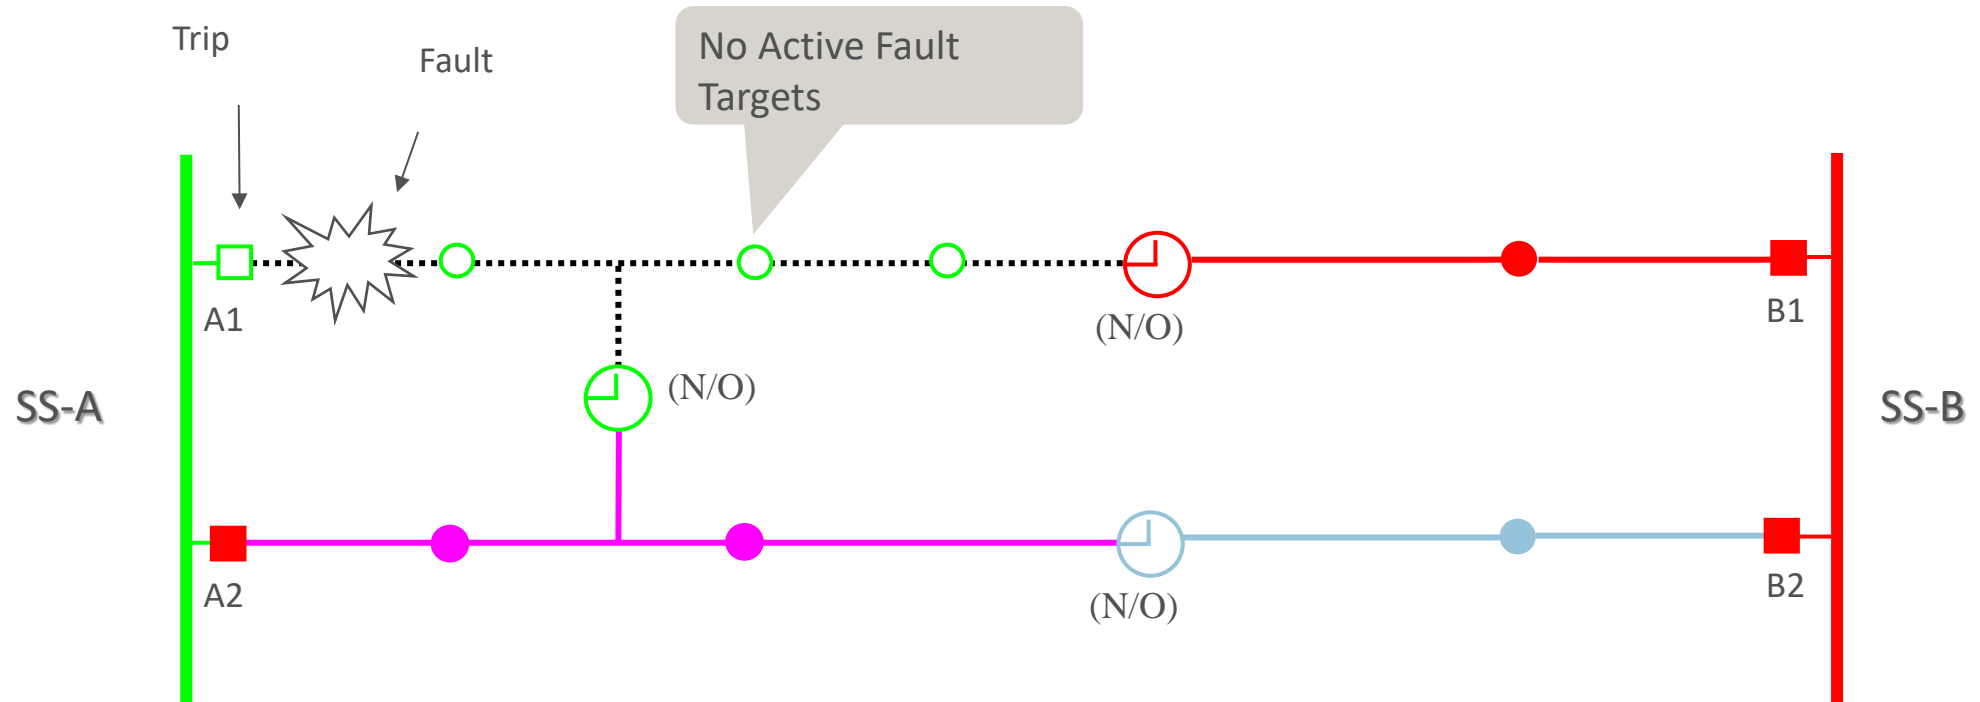 Trip
Fault
No Active Fault
Targets
A1
(N/O)
B1
(N/O)
SS-A
SS-B
A2
(N/O)
B2